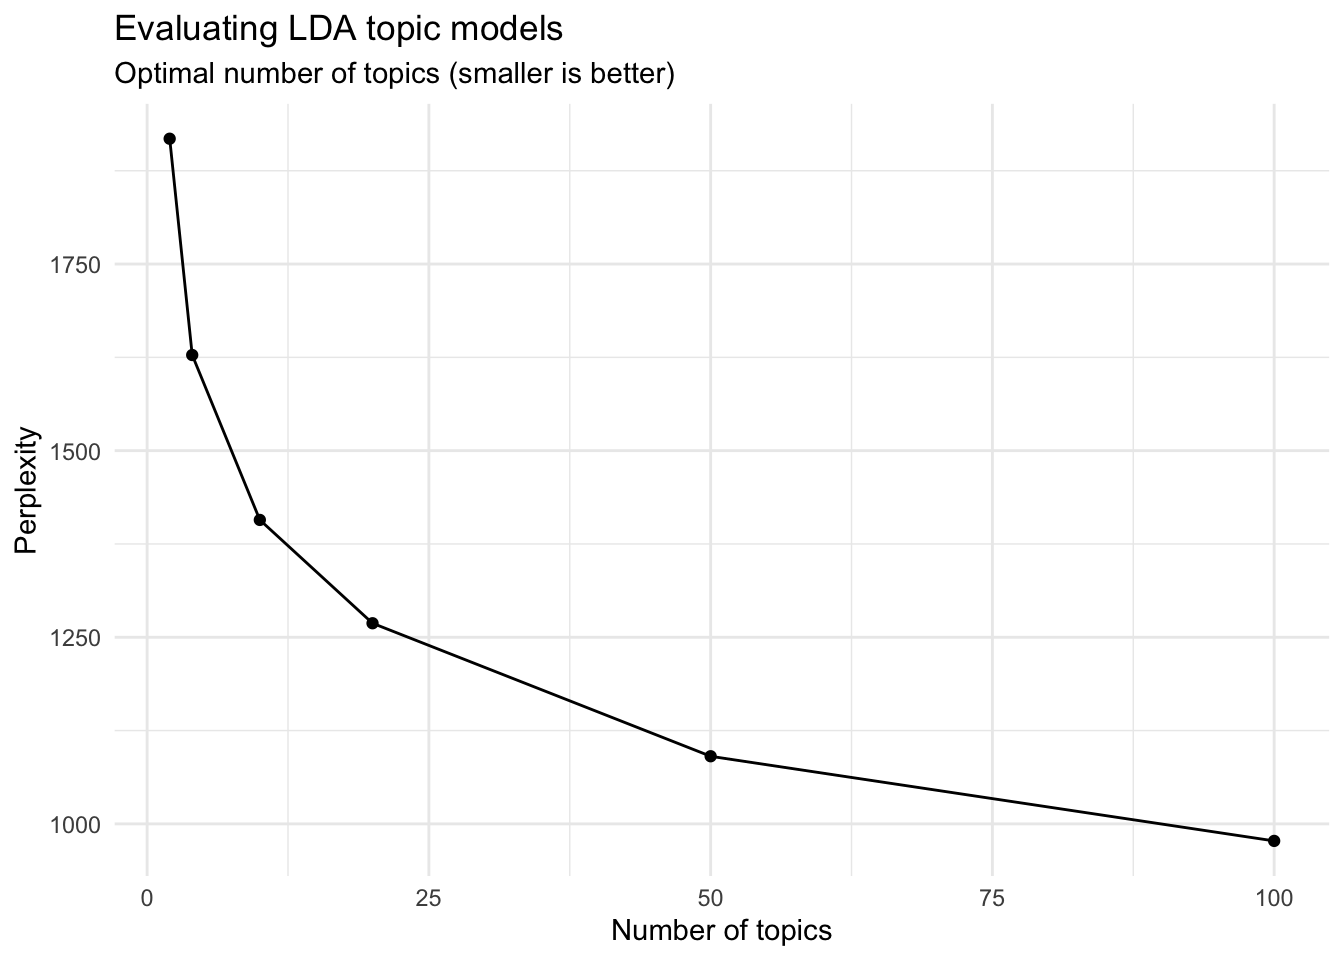 Evaluating LDA topic models
Optimal number of topics (smaller is better)
Perplexity
1750
1500
1250
1000
0 25 50 75 100
Number of topics